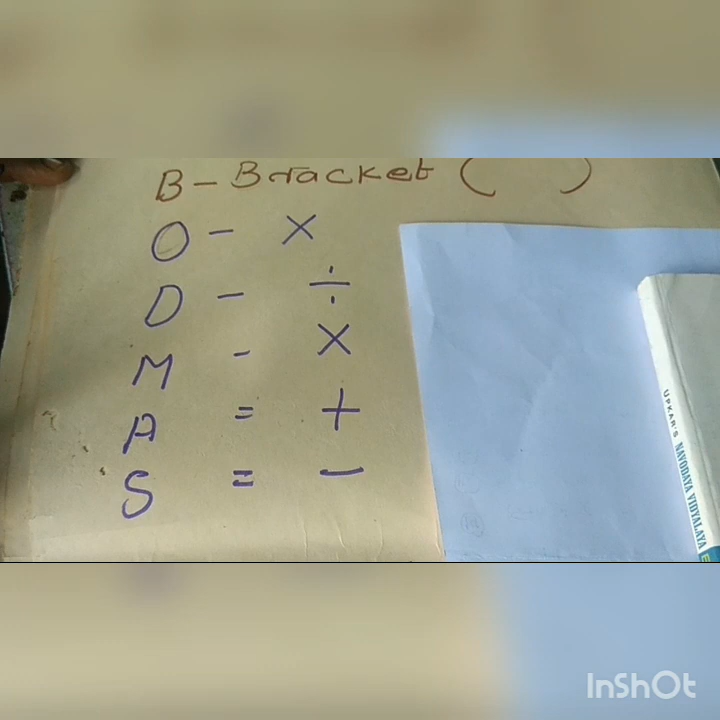 B - Bracket ( )
O - ×
D - ÷
M - ×
A = +
S = -
UPKAR'S NAVODAYA VIDYALAYA E
InShOt